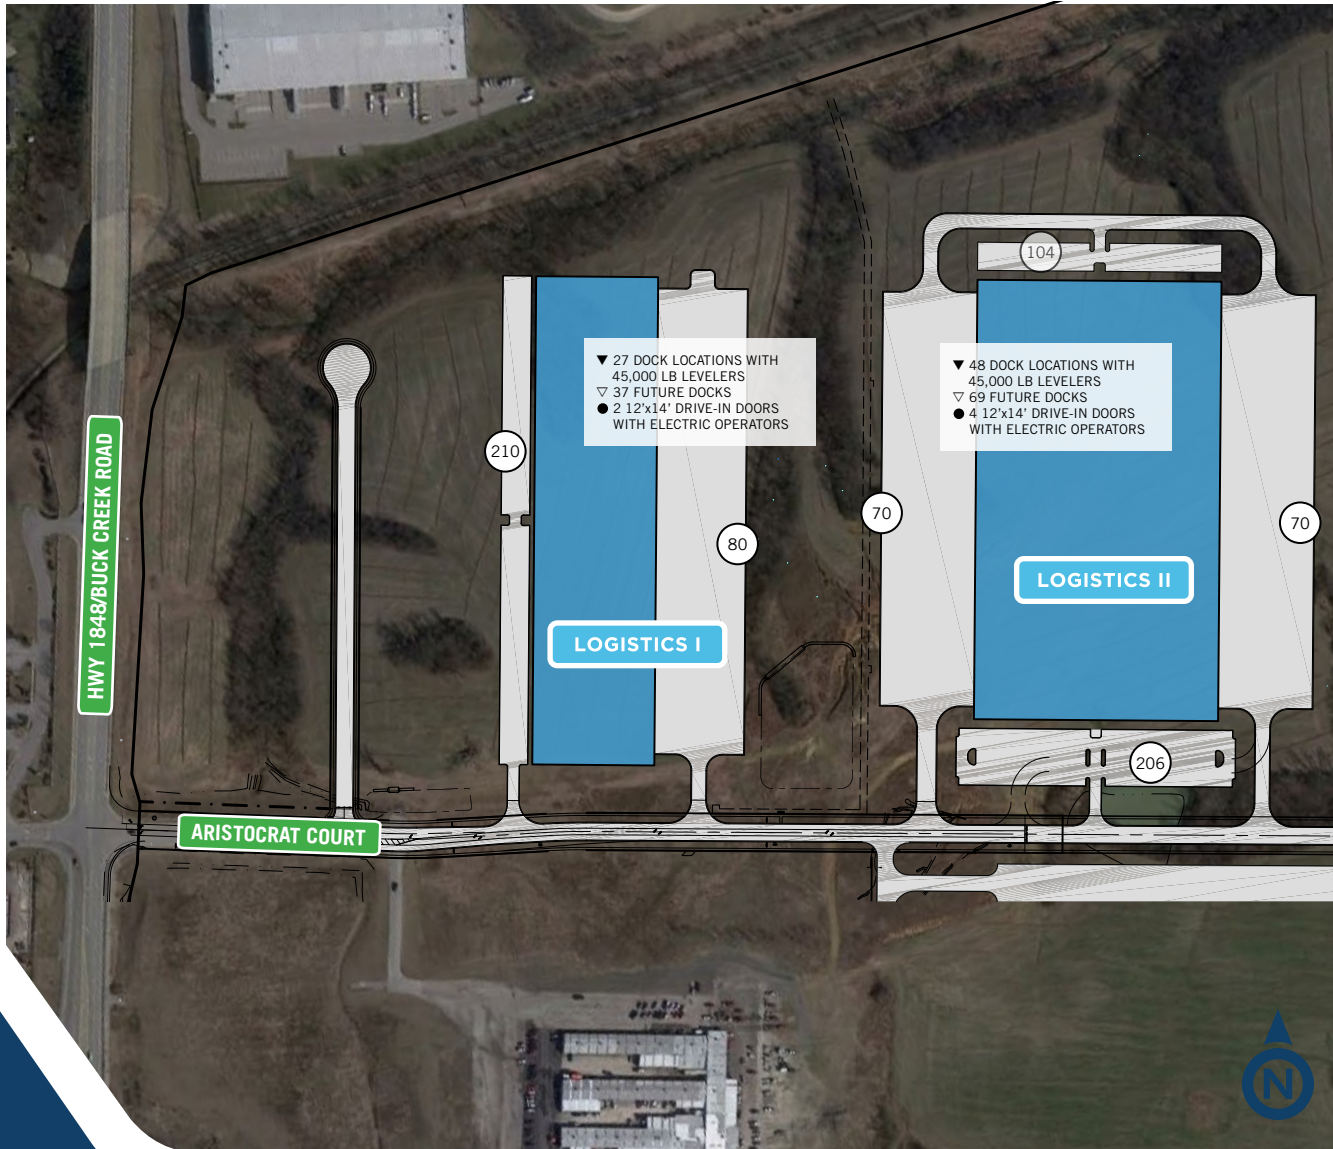 104
▼ 27 DOCK LOCATIONS WITH
45,000 LB LEVELERS
▽ 37 FUTURE DOCKS
● 2 12'x14' DRIVE-IN DOORS
WITH ELECTRIC OPERATORS
▼ 48 DOCK LOCATIONS WITH
45,000 LB LEVELERS
▽ 69 FUTURE DOCKS
● 4 12'x14' DRIVE-IN DOORS
WITH ELECTRIC OPERATORS
210
80
70
70
HWY 1848/BUCK CREEK ROAD
LOGISTICS I
LOGISTICS II
206
ARISTOCRAT COURT
N